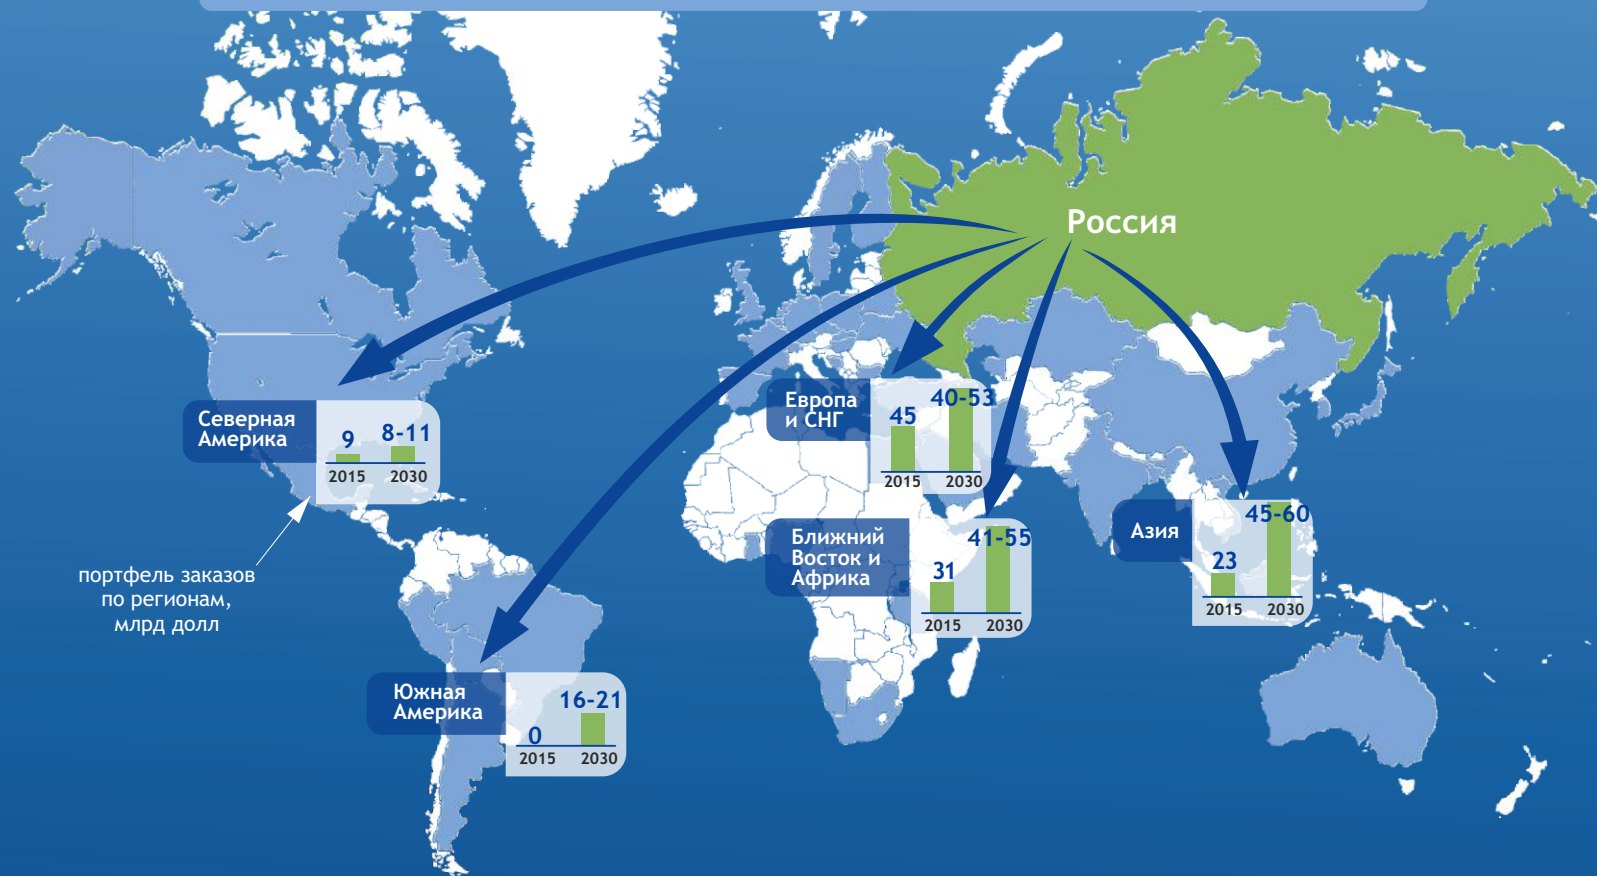 Россия
Северная
Америка
9
8-11
2015
2030
Европа
и СНГ
45
40-53
2015
2030
Ближний
Восток и
Африка
31
41-55
2015
2030
Азия
23
45-60
2015
2030
портфель заказов
по регионам,
млрд долл
Южная
Америка
0
16-21
2015
2030